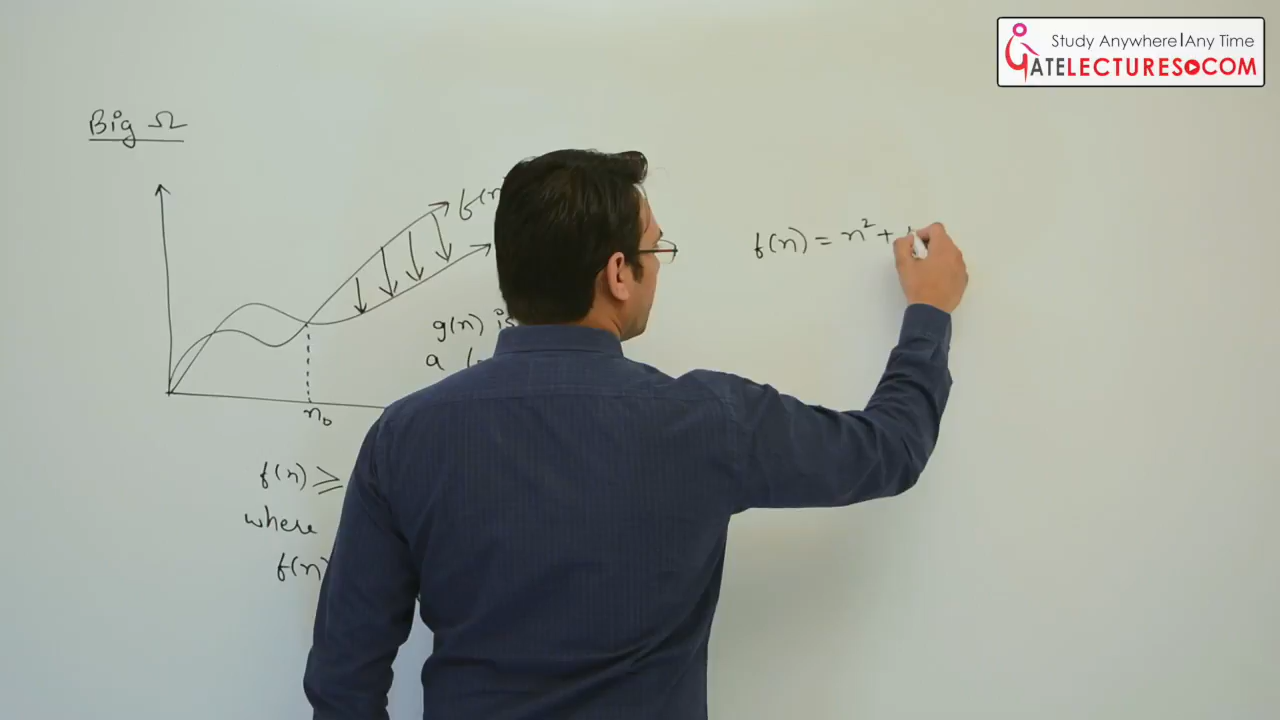 Study Anywhere|Any Time
GATELECTURES.COM
Big Ω
f(n
f(n) = n² +
g(n) is
a
n₀
f(n) ≥
where
f(n)